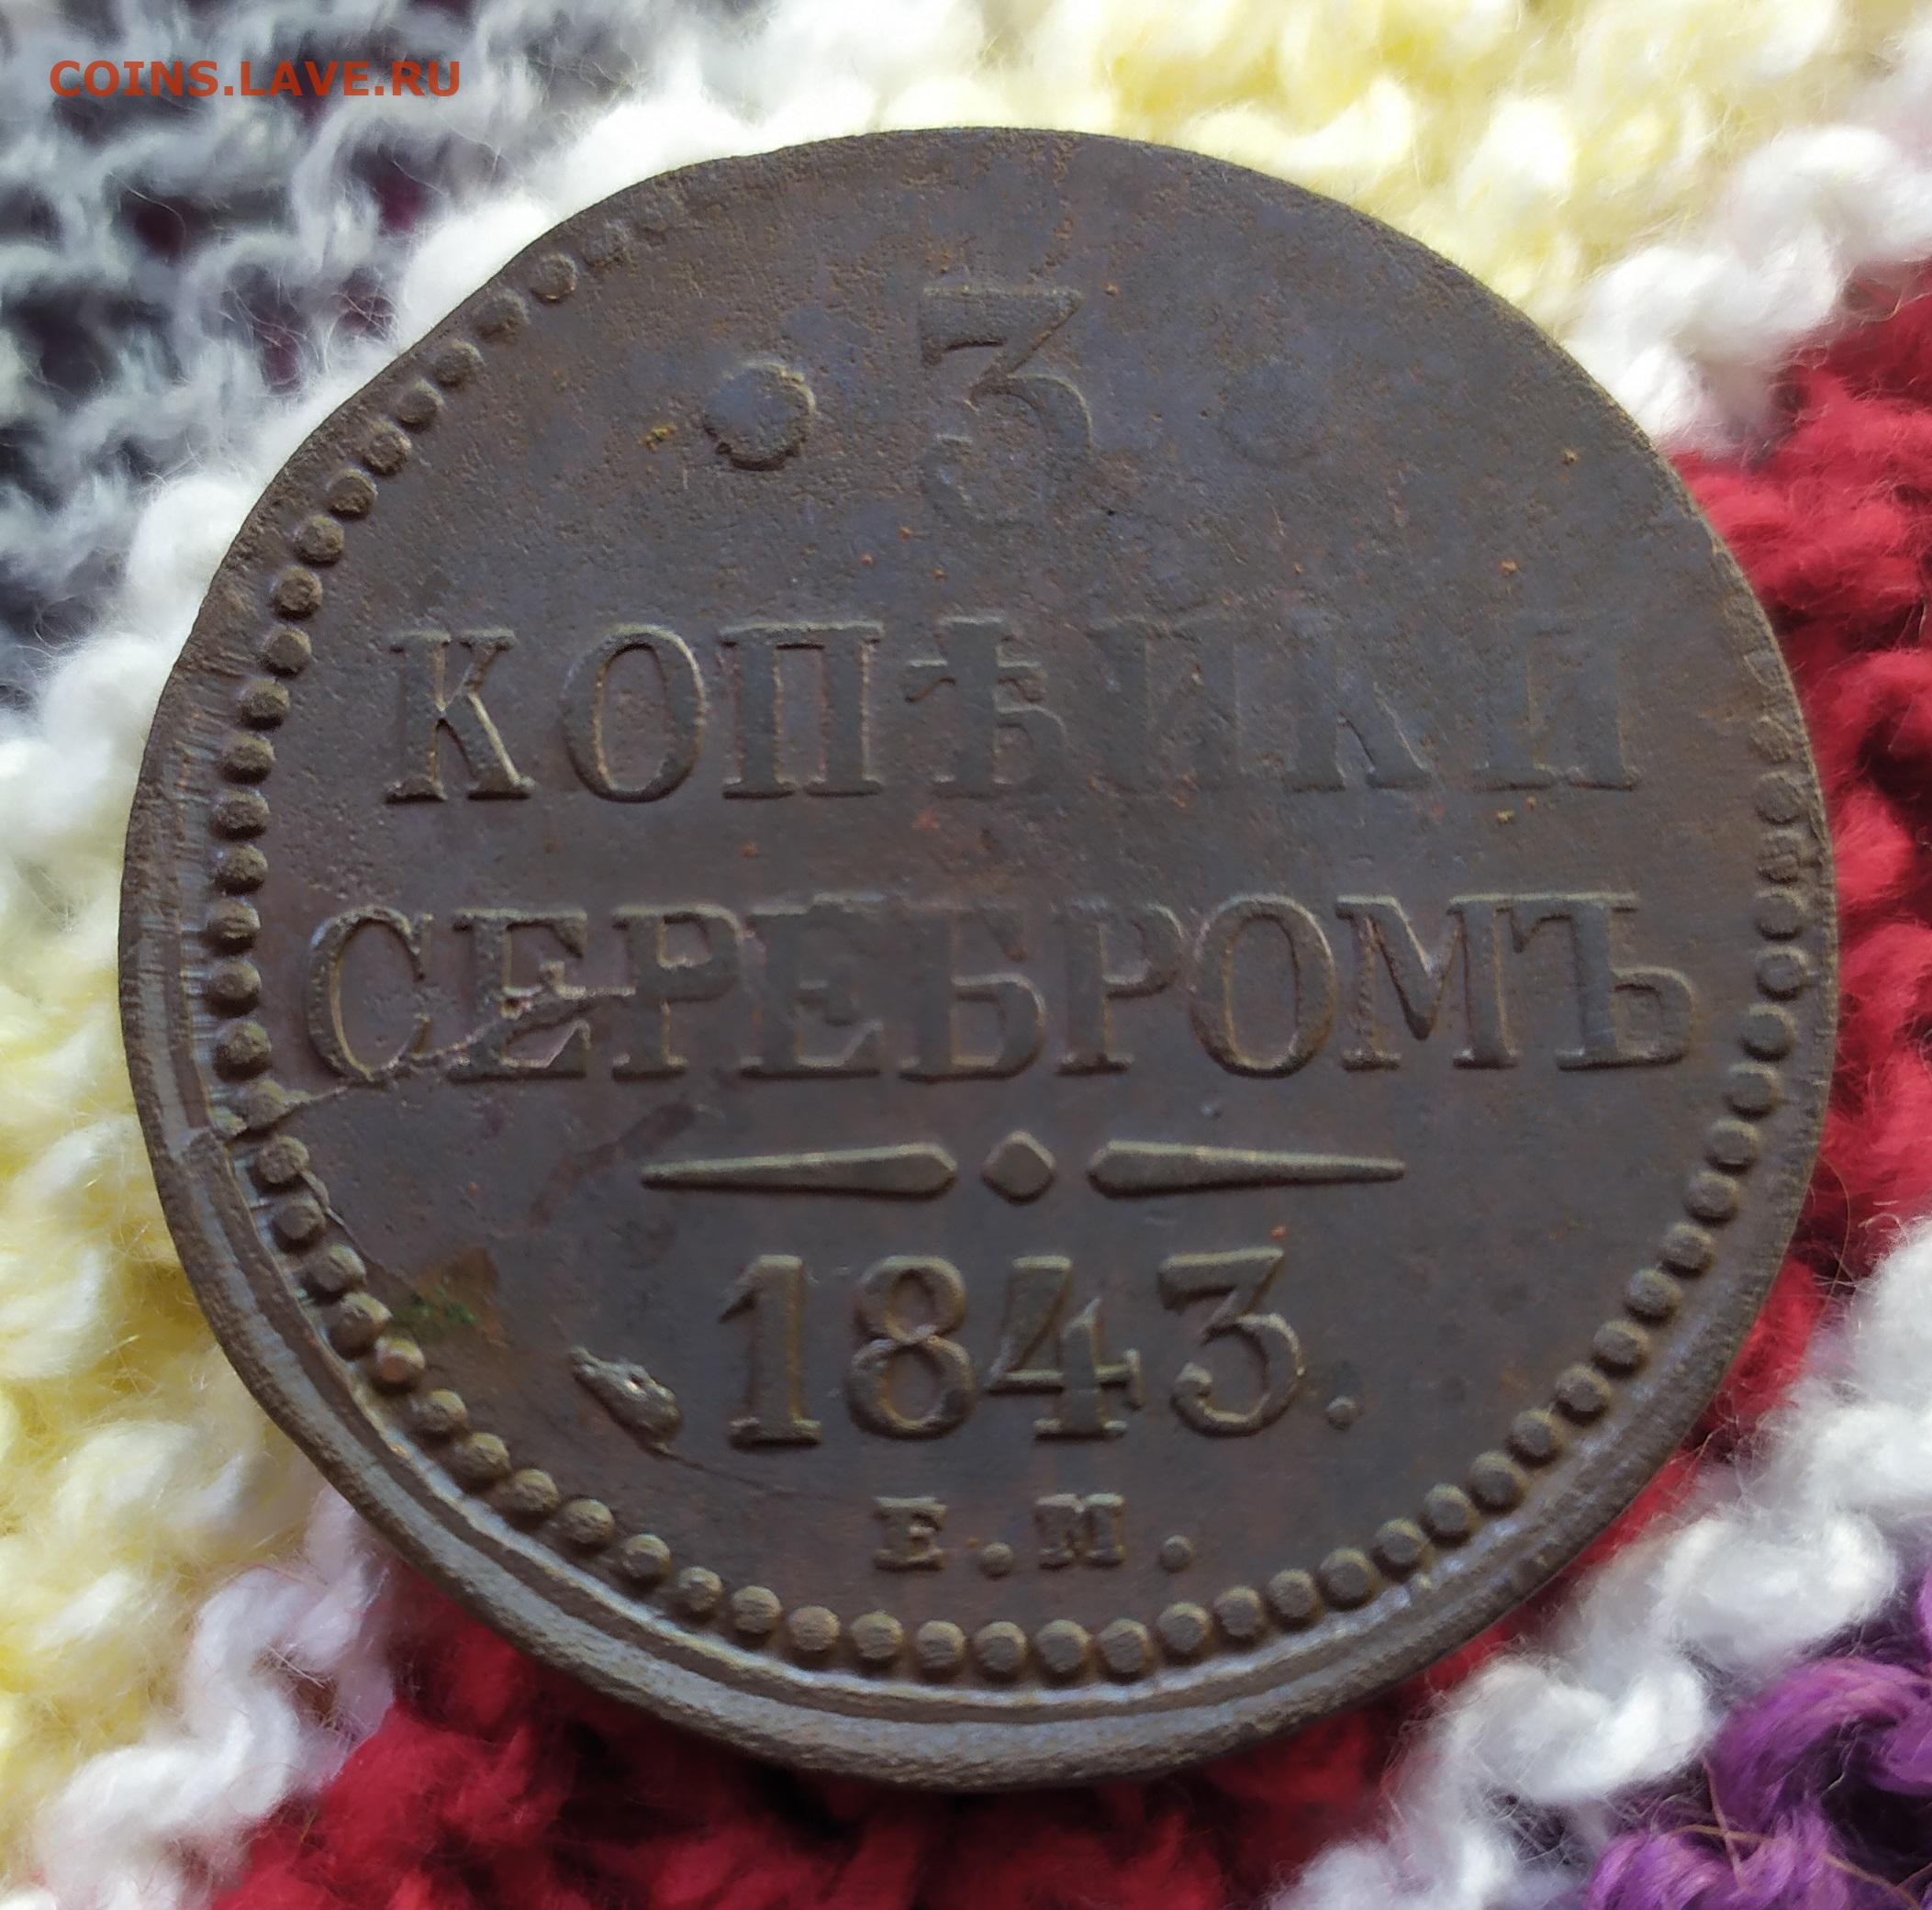 COINS.LAVE.RU
• 3 •
КОПѢЙКИ
СЕРЕБРОМЪ
1843.
Е.М.